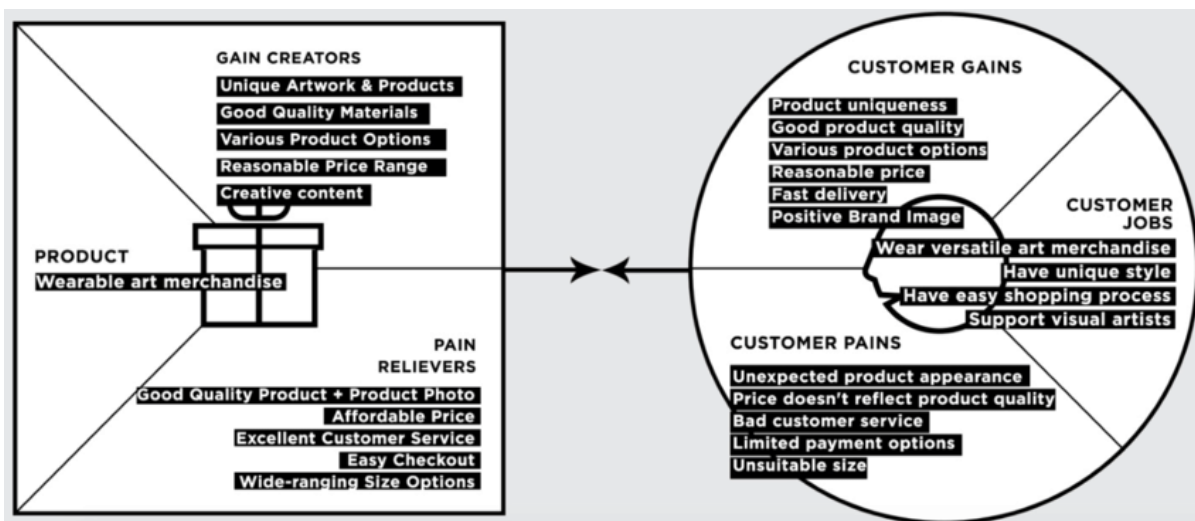 GAIN CREATORS
Unique Artwork & Products
Good Quality Materials
Various Product Options
Reasonable Price Range
Creative content
PRODUCT
Wearable art merchandise
PAIN
RELIEVERS
Good Quality Product + Product Photo
Affordable Price
Excellent Customer Service
Easy Checkout
Wide-ranging Size Options
CUSTOMER GAINS
Product uniqueness
Good product quality
Various product options
Reasonable price
Fast delivery
Positive Brand Image
CUSTOMER
JOBS
Wear versatile art merchandise
Have unique style
Have easy shopping process
Support visual artists
CUSTOMER PAINS
Unexpected product appearance
Price doesn't reflect product quality
Bad customer service
Limited payment options
Unsuitable size